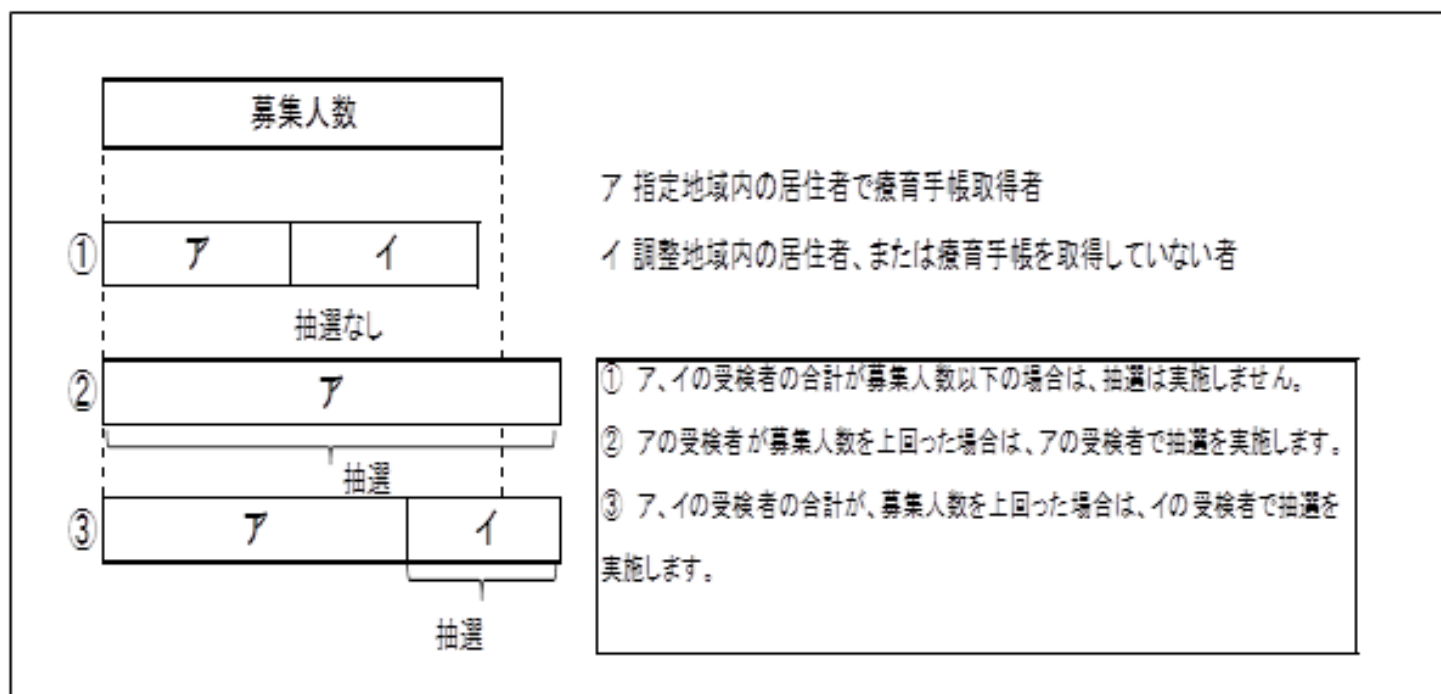 募集人数
ア 指定地域内の居住者で療育手帳取得者
イ 調整地域内の居住者、または療育手帳を取得していない者
① ア イ
抽選なし
② ア
抽選
③ ア イ
抽選
① ア、イの受検者の合計が募集人数以下の場合は、抽選は実施しません。
② アの受検者が募集人数を上回った場合は、アの受検者で抽選を実施します。
③ ア、イの受検者の合計が、募集人数を上回った場合は、イの受検者で抽選を
実施します。